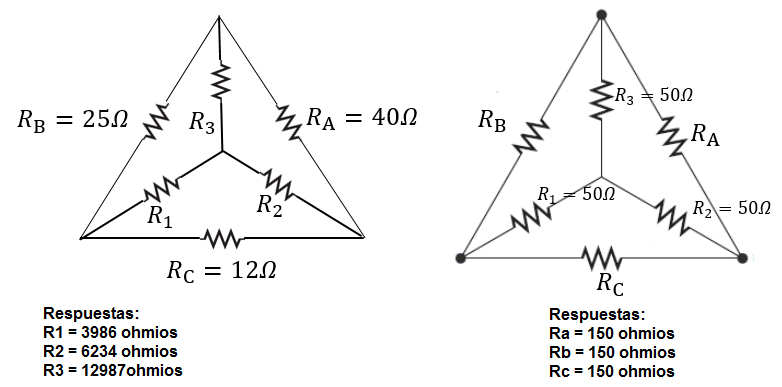 R_B = 25Ω
R_3
R_A = 40Ω
R_1
R_2
R_C = 12Ω
Respuestas:
R1 = 3986 ohmios
R2 = 6234 ohmios
R3 = 12987ohmios
R_3 = 50Ω
R_B
R_A
R_1 = 50Ω
R_2 = 50Ω
R_C
Respuestas:
Ra = 150 ohmios
Rb = 150 ohmios
Rc = 150 ohmios